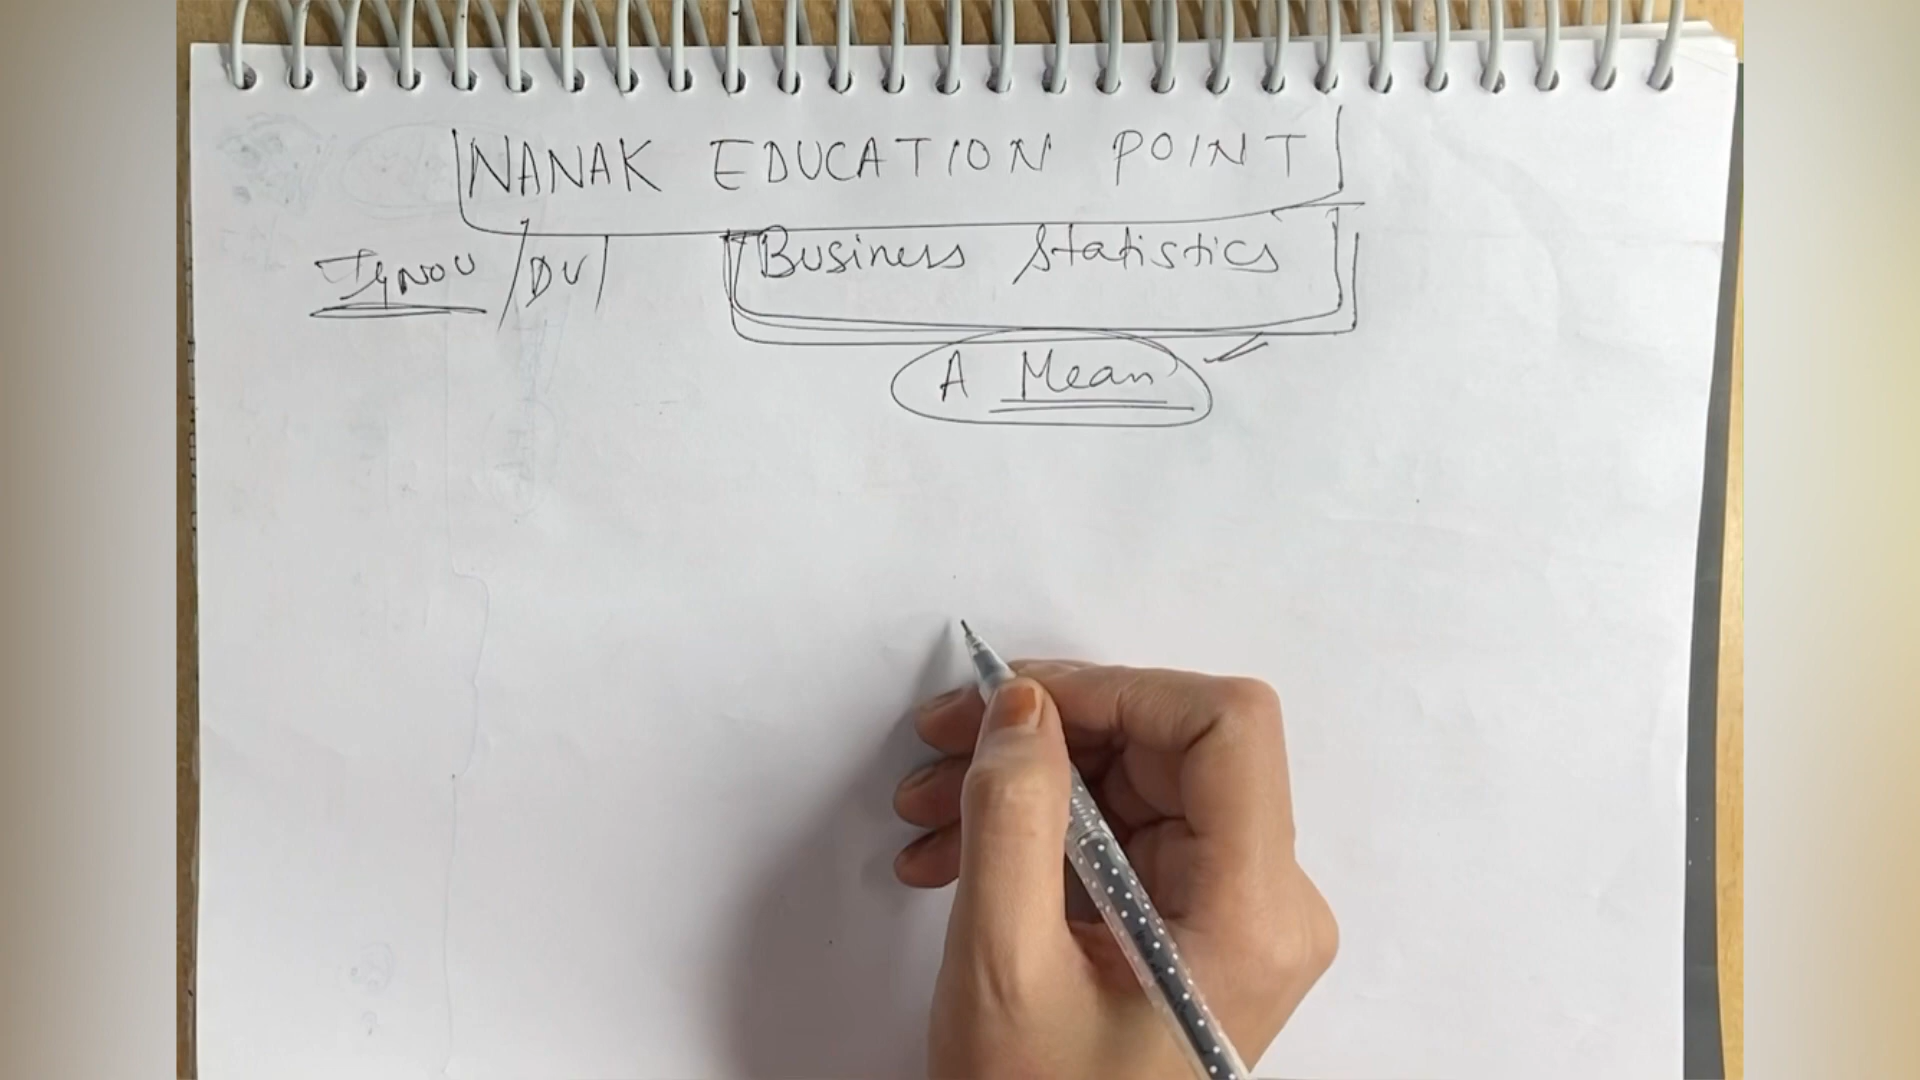 NANAK EDUCATION POINT
IgNOU / DU / Business Statistics
A Mean